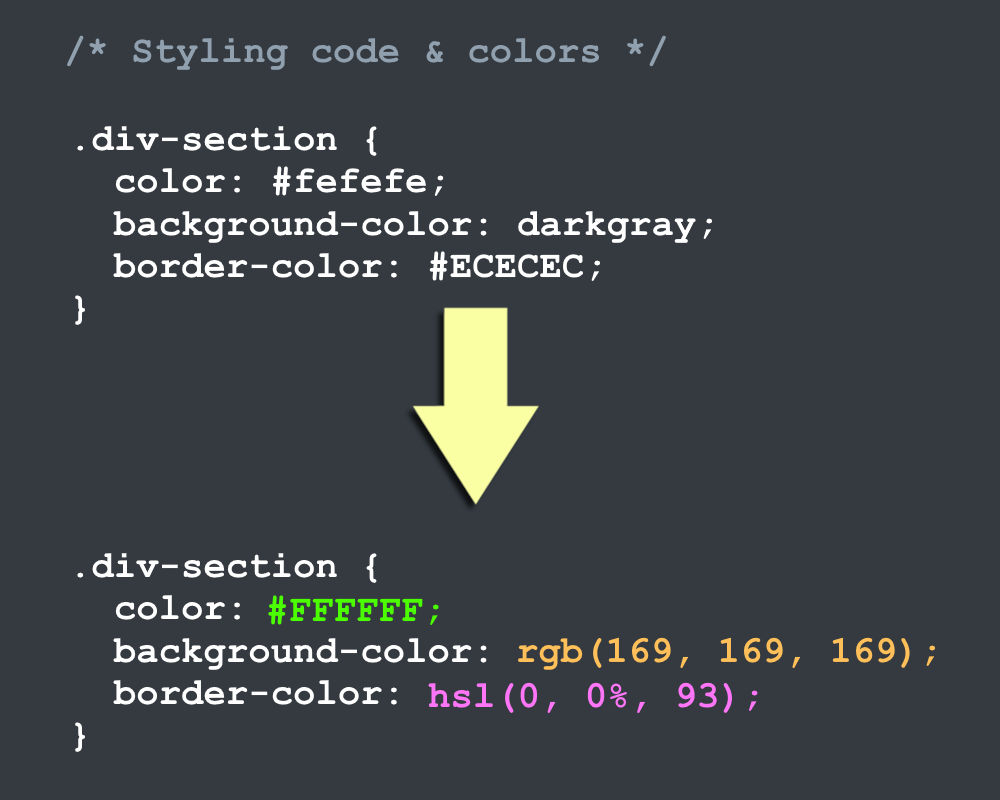 /* Styling code & colors */
.div-section {
color: #fefefe;
background-color: darkgray;
border-color: #ECECEC;
}
.div-section {
color: #FFFFFF;
background-color: rgb(169, 169, 169);
border-color: hsl(0, 0%, 93);
}